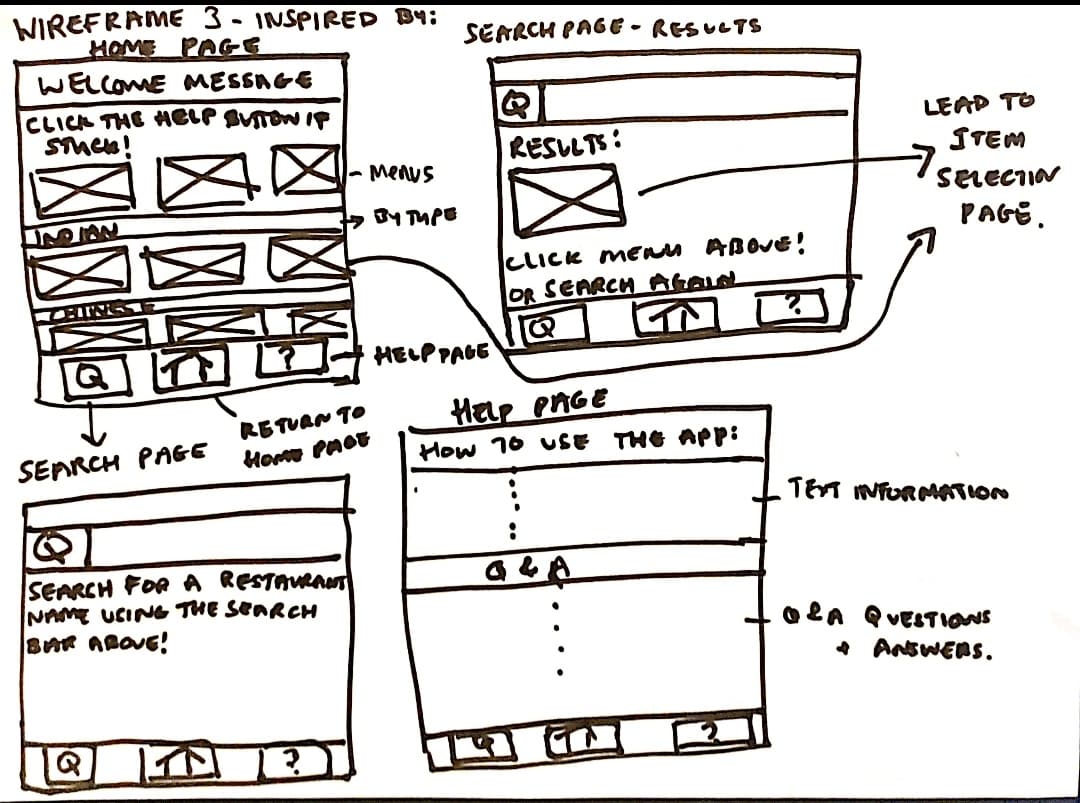 WIREFRAME 3 - INSPIRED BY:
HOME PAGE
WELCOME MESSAGE
CLICK THE HELP BUTTON IF
STUCK!
- MENUS
BY TYPE
INDIAN
CHINESE
Q
?
HELP PAGE
RETURN TO
HOME PAGE
SEARCH PAGE - RESULTS
Q
RESULTS:
CLICK MENU ABOVE!
OR SEARCH AGAIN
Q
?
LEAD TO
ITEM
SELECTIN
PAGE.
SEARCH PAGE
Q
SEARCH FOR A RESTAURANT
NAME USING THE SEARCH
BAR ABOVE!
Q
?
HELP PAGE
HOW TO USE THE APP:
TEXT INFORMATION
Q & A
Q & A QUESTIONS
+ ANSWERS.
Q
?